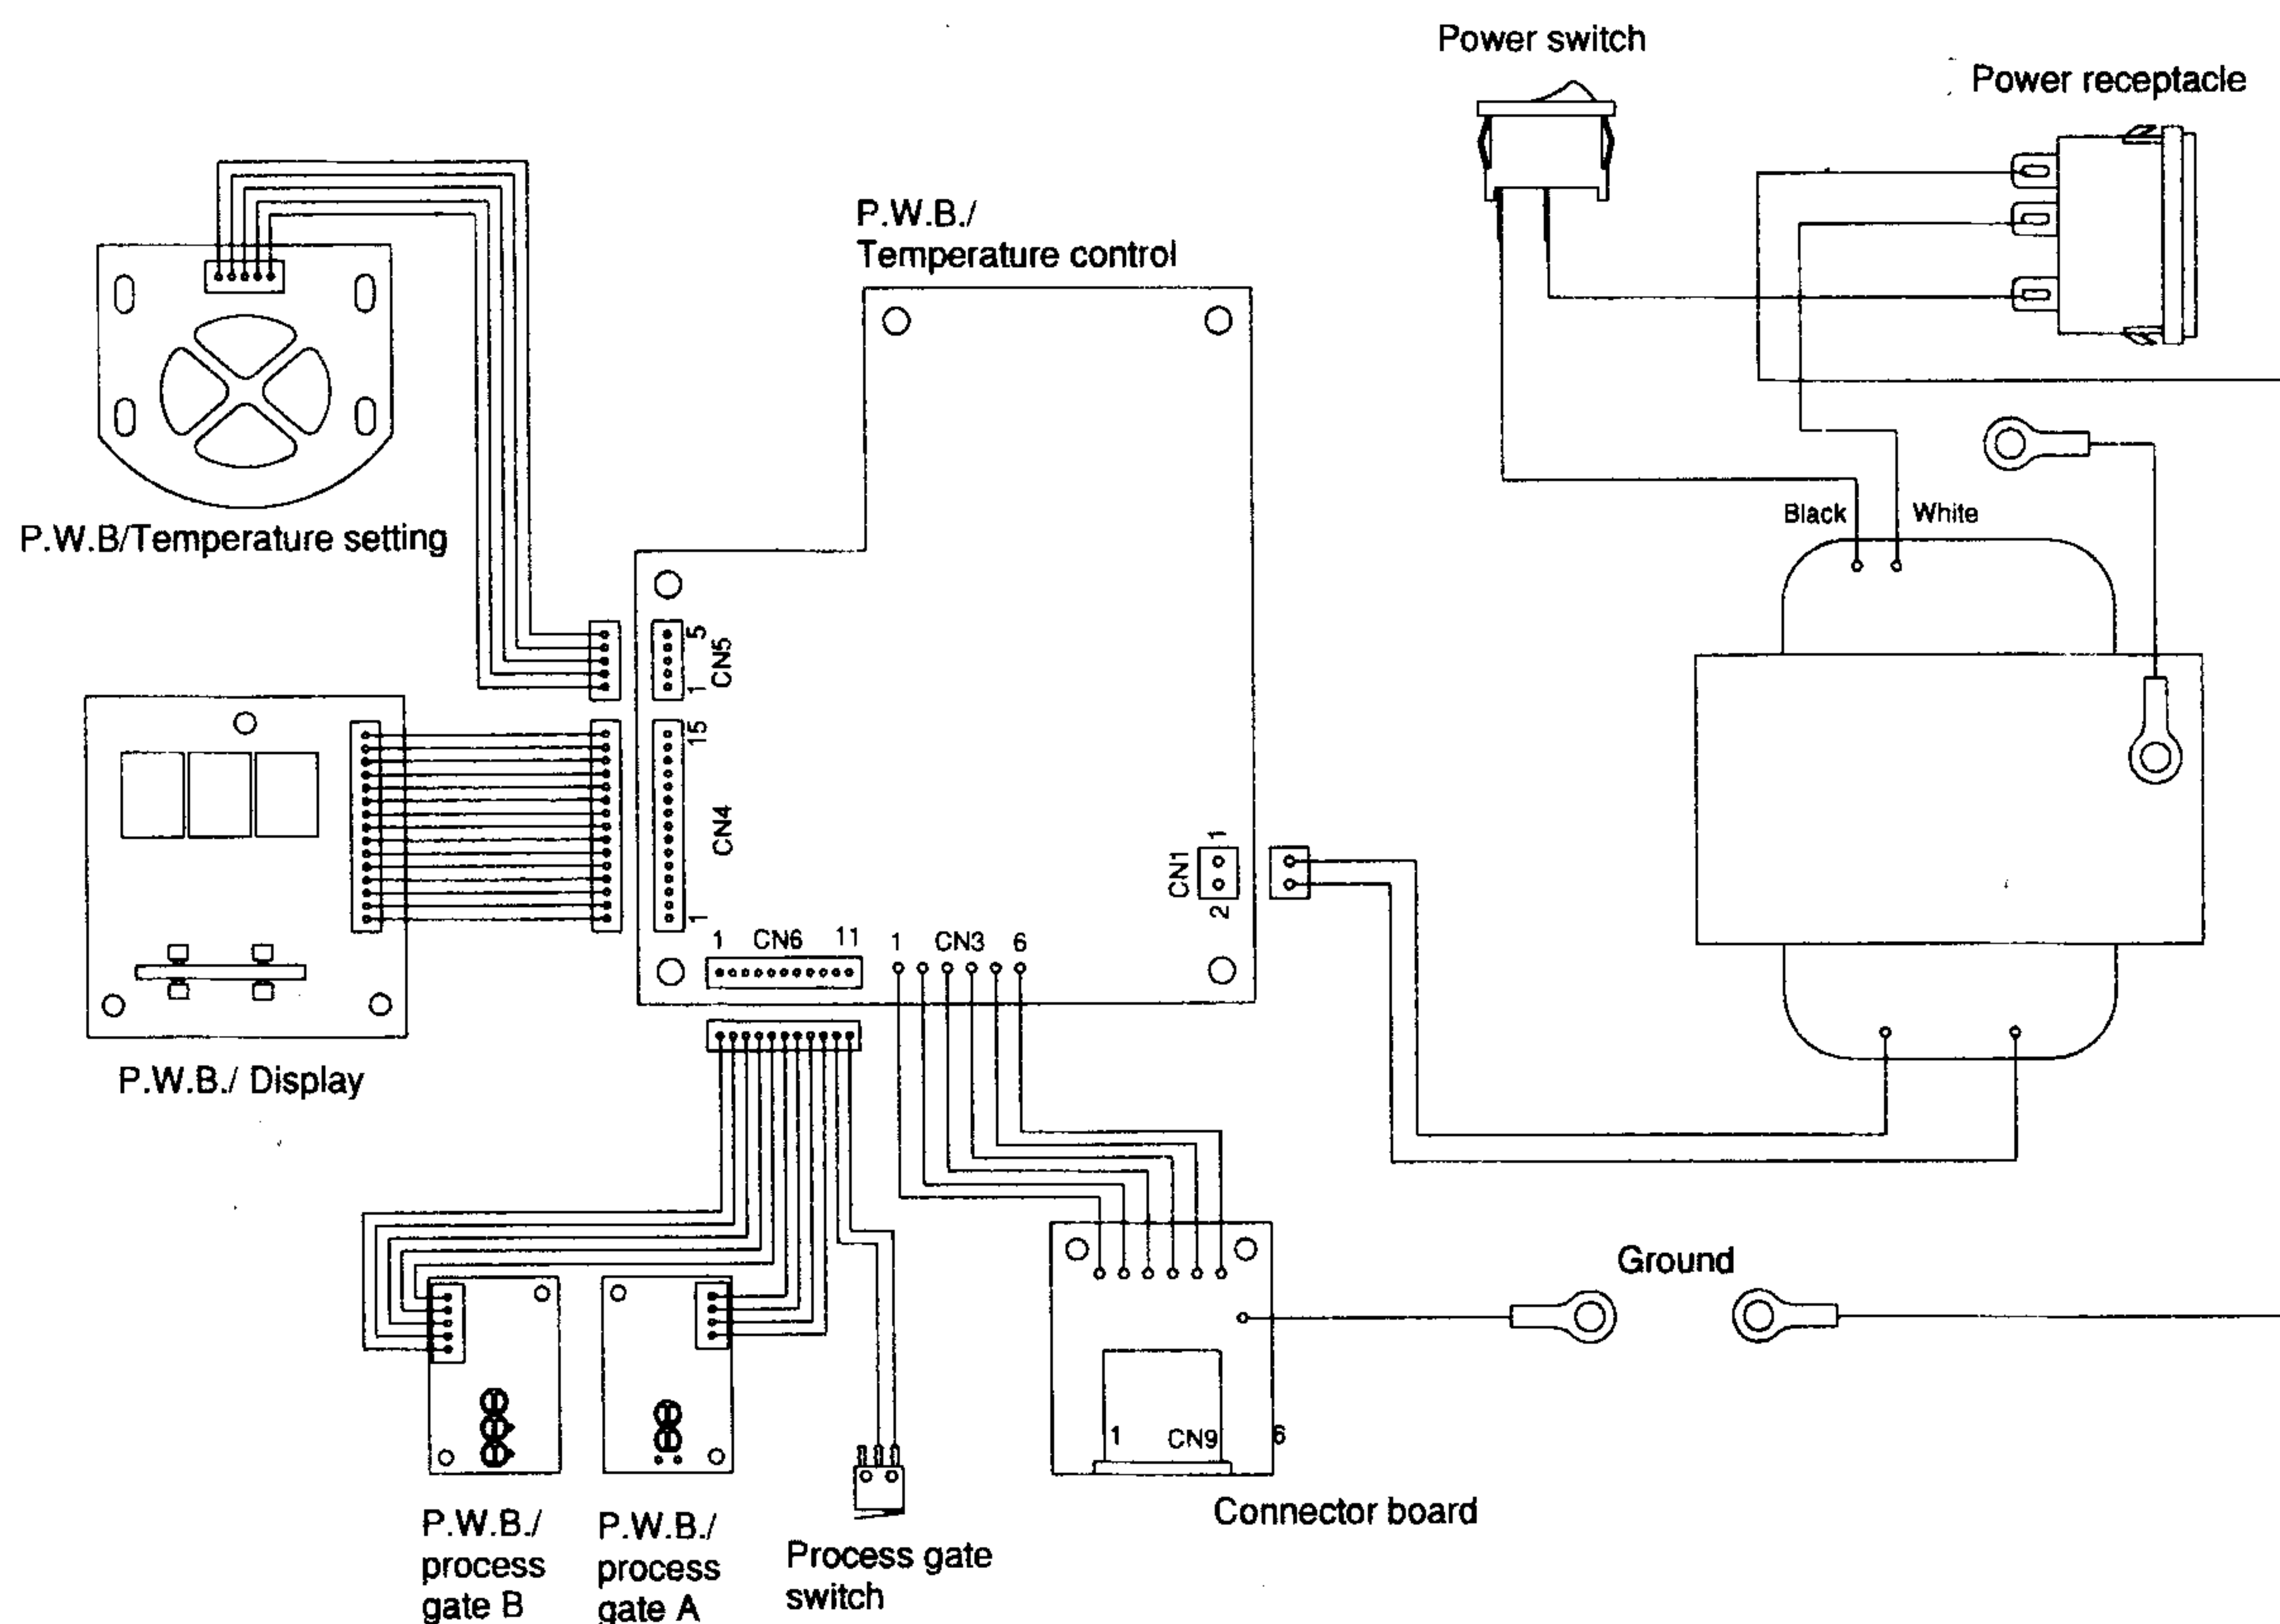 Power switch
Power receptacle
P.W.B./
Temperature control
P.W.B/Temperature setting
Black
White
5
CN5
1
15
CN4
1
1
CN1
2
1
CN6
11
1
CN3
6
P.W.B./ Display
Ground
1
CN9
6
Connector board
P.W.B./
process
gate B
P.W.B./
process
gate A
Process gate
switch